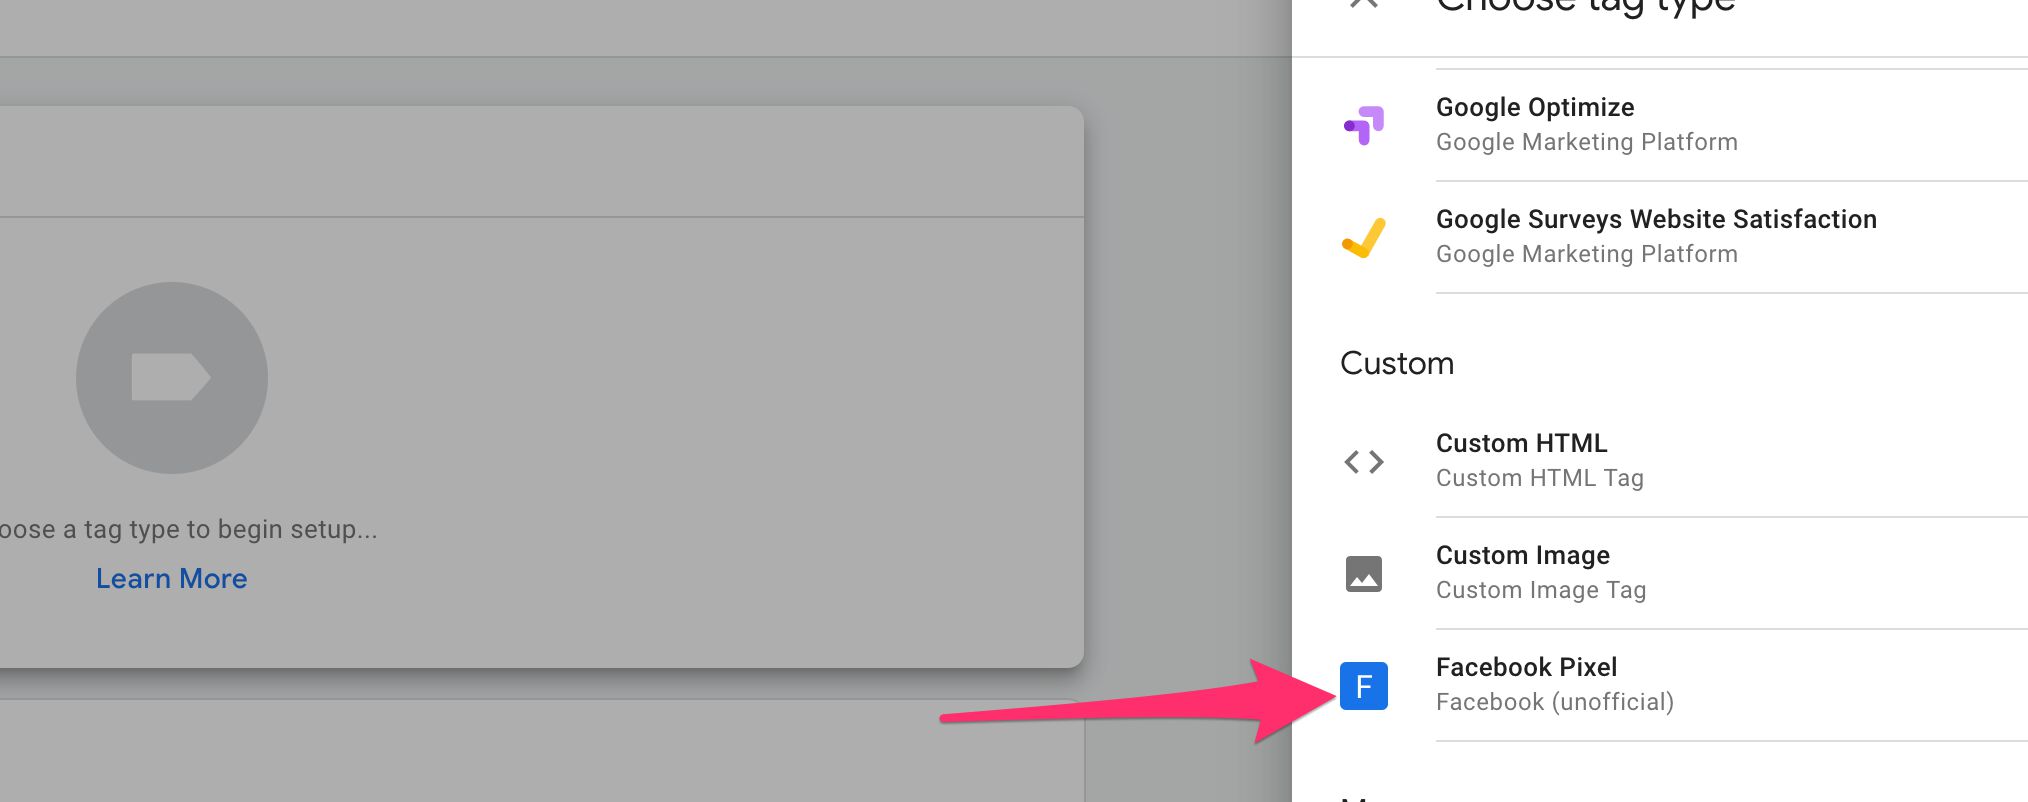 Choose tag type
Google Optimize
Google Marketing Platform
Google Surveys Website Satisfaction
Google Marketing Platform
Custom
Custom HTML
Custom HTML Tag
Custom Image
Custom Image Tag
F
Facebook Pixel
Facebook (unofficial)
oose a tag type to begin setup...
Learn More